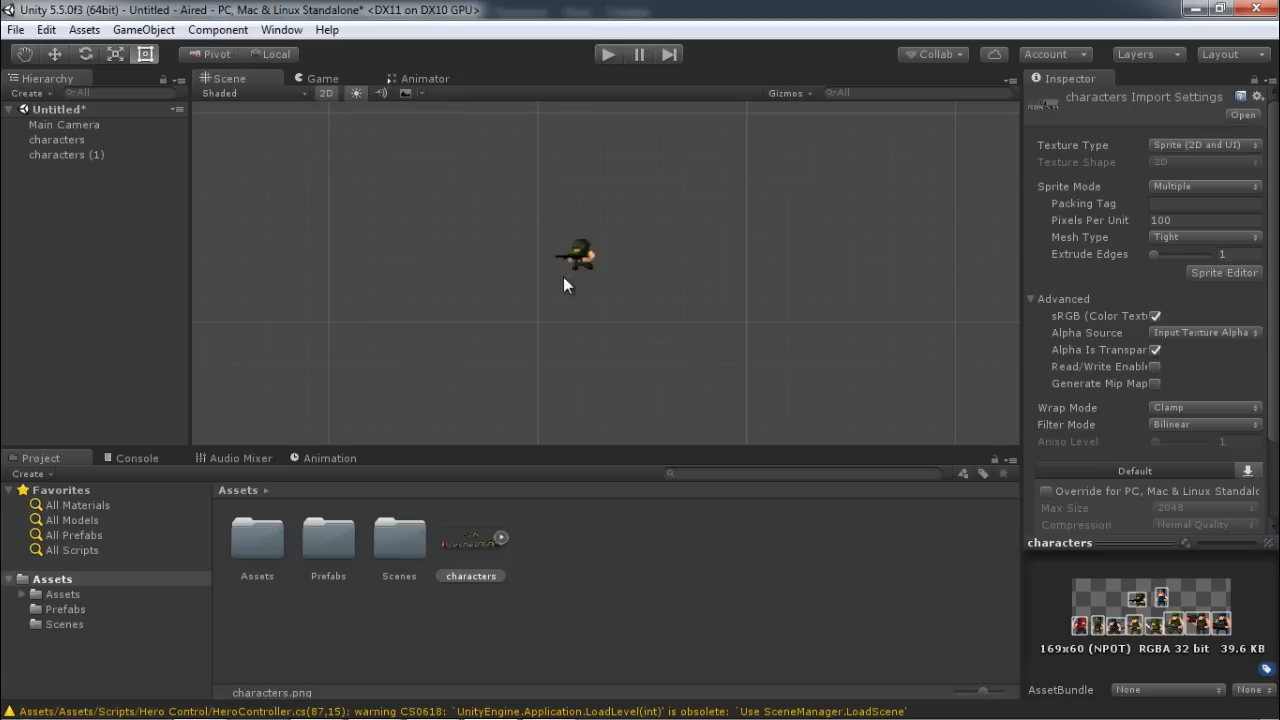 Unity 5.5.0f3 (64bit) - Untitled - Aired - PC, Mac & Linux Standalone* <DX11 on DX10 GPU>
File Edit Assets GameObject Component Window Help
Pivot Local Collab Account Layers Layout
Hierarchy
Create All
Untitled*
Main Camera
characters
characters (1)
Scene Game Animator
Shaded 2D Gizmos All
Inspector
characters Import Settings
Open
Texture Type Sprite (2D and UI)
Texture Shape 2D
Sprite Mode Multiple
Packing Tag
Pixels Per Unit 100
Mesh Type Tight
Extrude Edges 1
Sprite Editor
Advanced
sRGB (Color Textu
Alpha Source Input Texture Alpha
Alpha Is Transpar
Read/Write Enable
Generate Mip Map
Wrap Mode Clamp
Filter Mode Bilinear
Aniso Level 1
Default
Override for PC, Mac & Linux Standalo
Max Size 2048
Compression Normal Quality
characters
169x60 (NPOT) RGBA 32 bit 39.6 KB
AssetBundle None None
Project Console Audio Mixer Animation
Create
Favorites
All Materials
All Models
All Prefabs
All Scripts
Assets
Assets
Prefabs
Scenes
Assets
Assets Prefabs Scenes characters
characters.png
Assets/Assets/Scripts/Hero Control/HeroController.cs(87,15): warning CS0618: `UnityEngine.Application.LoadLevel(int)' is obsolete: `Use SceneManager.LoadScene'